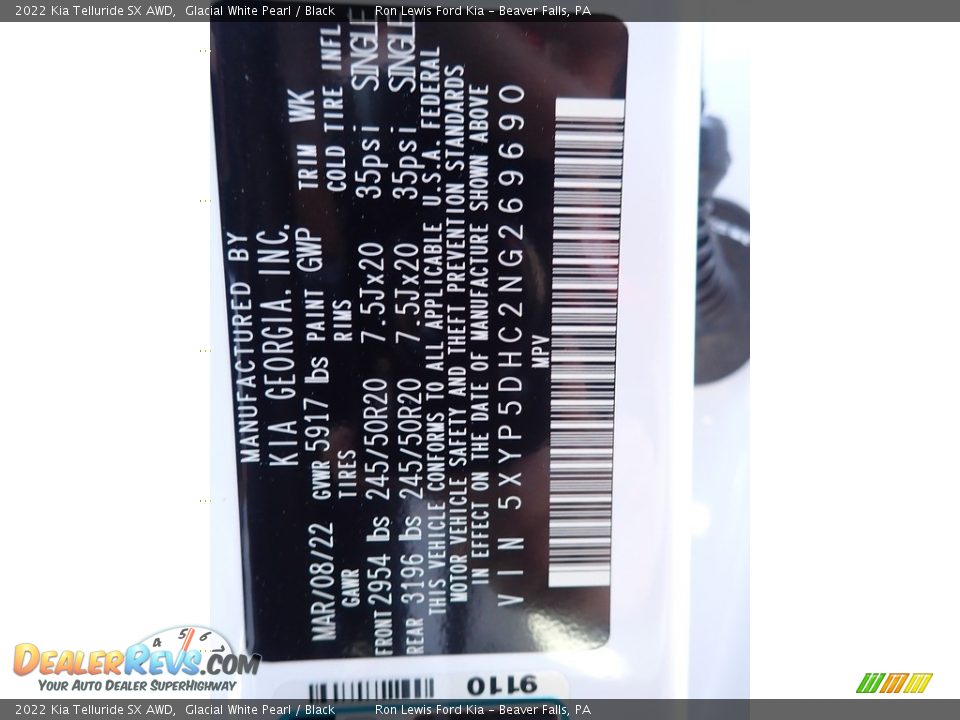 2022 Kia Telluride SX AWD,  Glacial White Pearl / Black    Ron Lewis Ford Kia - Beaver Falls, PA
MANUFACTURED BY
KIA GEORGIA. INC.
MAR/08/22 GVWR 5917 lbs PAINT GWP TRIM WK
GAWR TIRES RIMS COLD TIRE INFL
FRONT 2954 lbs 245/50R20 7.5Jx20 35psi SINGLE
REAR 3196 lbs 245/50R20 7.5Jx20 35psi SINGLE
THIS VEHICLE CONFORMS TO ALL APPLICABLE U.S.A. FEDERAL
MOTOR VEHICLE SAFETY AND THEFT PREVENTION STANDARDS
IN EFFECT ON THE DATE OF MANUFACTURE SHOWN ABOVE
VIN 5XYP5DHC2NG269690
MPV
9110
4 5 6
DEALERREVS.COM
YOUR AUTO DEALER SUPERHIGHWAY
2022 Kia Telluride SX AWD,  Glacial White Pearl / Black    Ron Lewis Ford Kia - Beaver Falls, PA